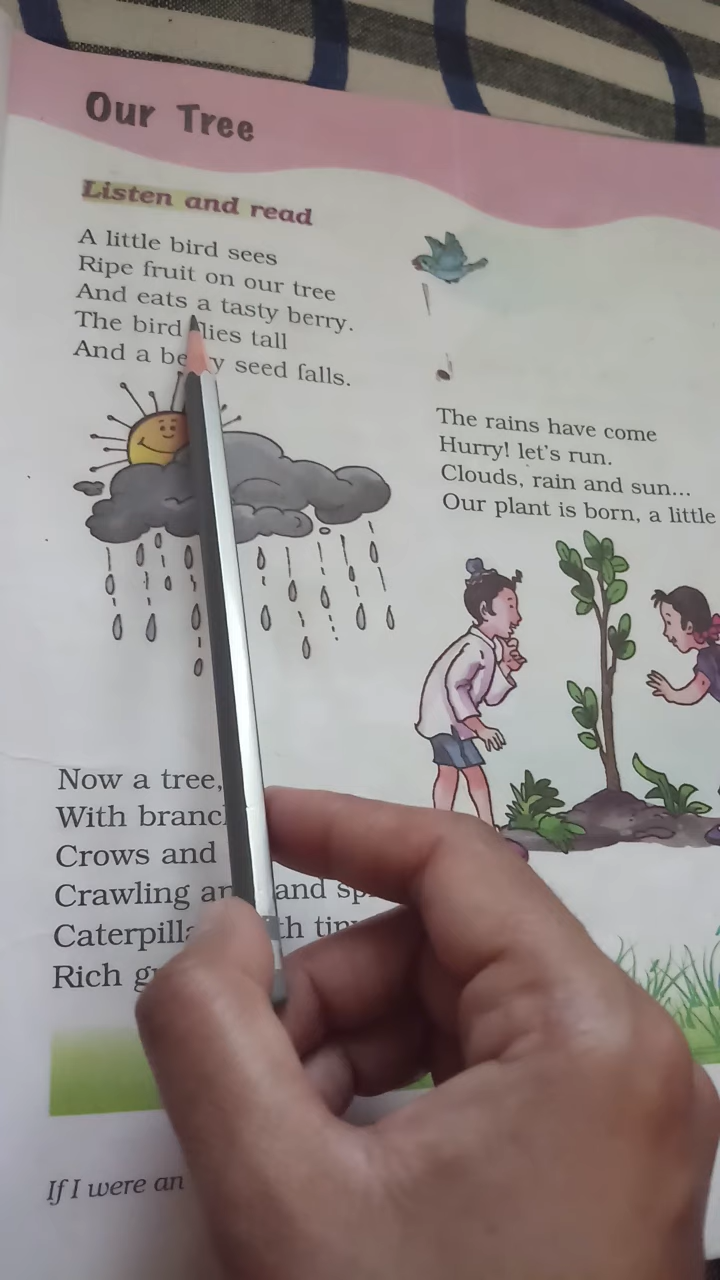 Our Tree
Listen and read
A little bird sees
Ripe fruit on our tree
And eats a tasty berry.
The bird flies tall
And a berry seed falls.
The rains have come
Hurry! let's run.
Clouds, rain and sun...
Our plant is born, a little
Now a tree,
With
Crows and
Crawling and
Rich
If I were an